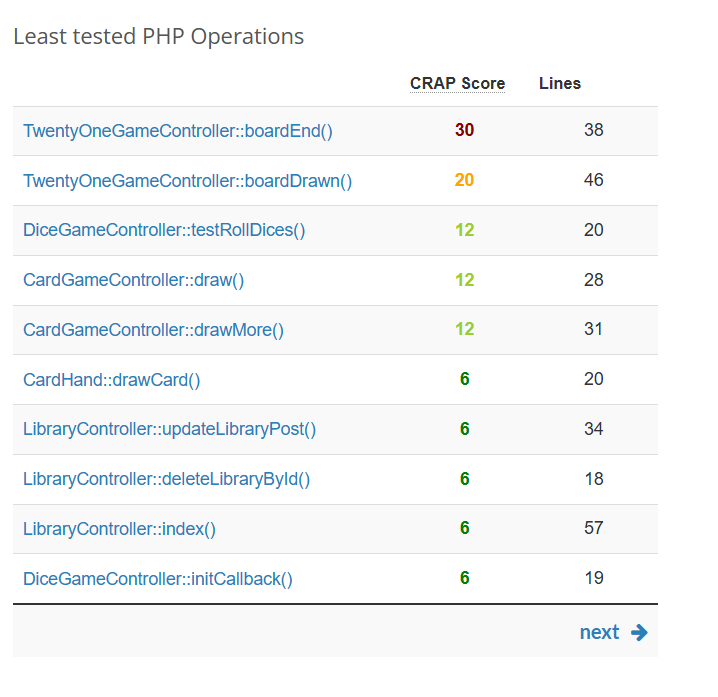 Least tested PHP Operations
CRAP Score Lines
TwentyOneGameController::boardEnd() 30 38
TwentyOneGameController::boardDrawn() 20 46
DiceGameController::testRollDices() 12 20
CardGameController::draw() 12 28
CardGameController::drawMore() 12 31
CardHand::drawCard() 6 20
LibraryController::updateLibraryPost() 6 34
LibraryController::deleteLibraryById() 6 18
LibraryController::index() 6 57
DiceGameController::initCallback() 6 19
next